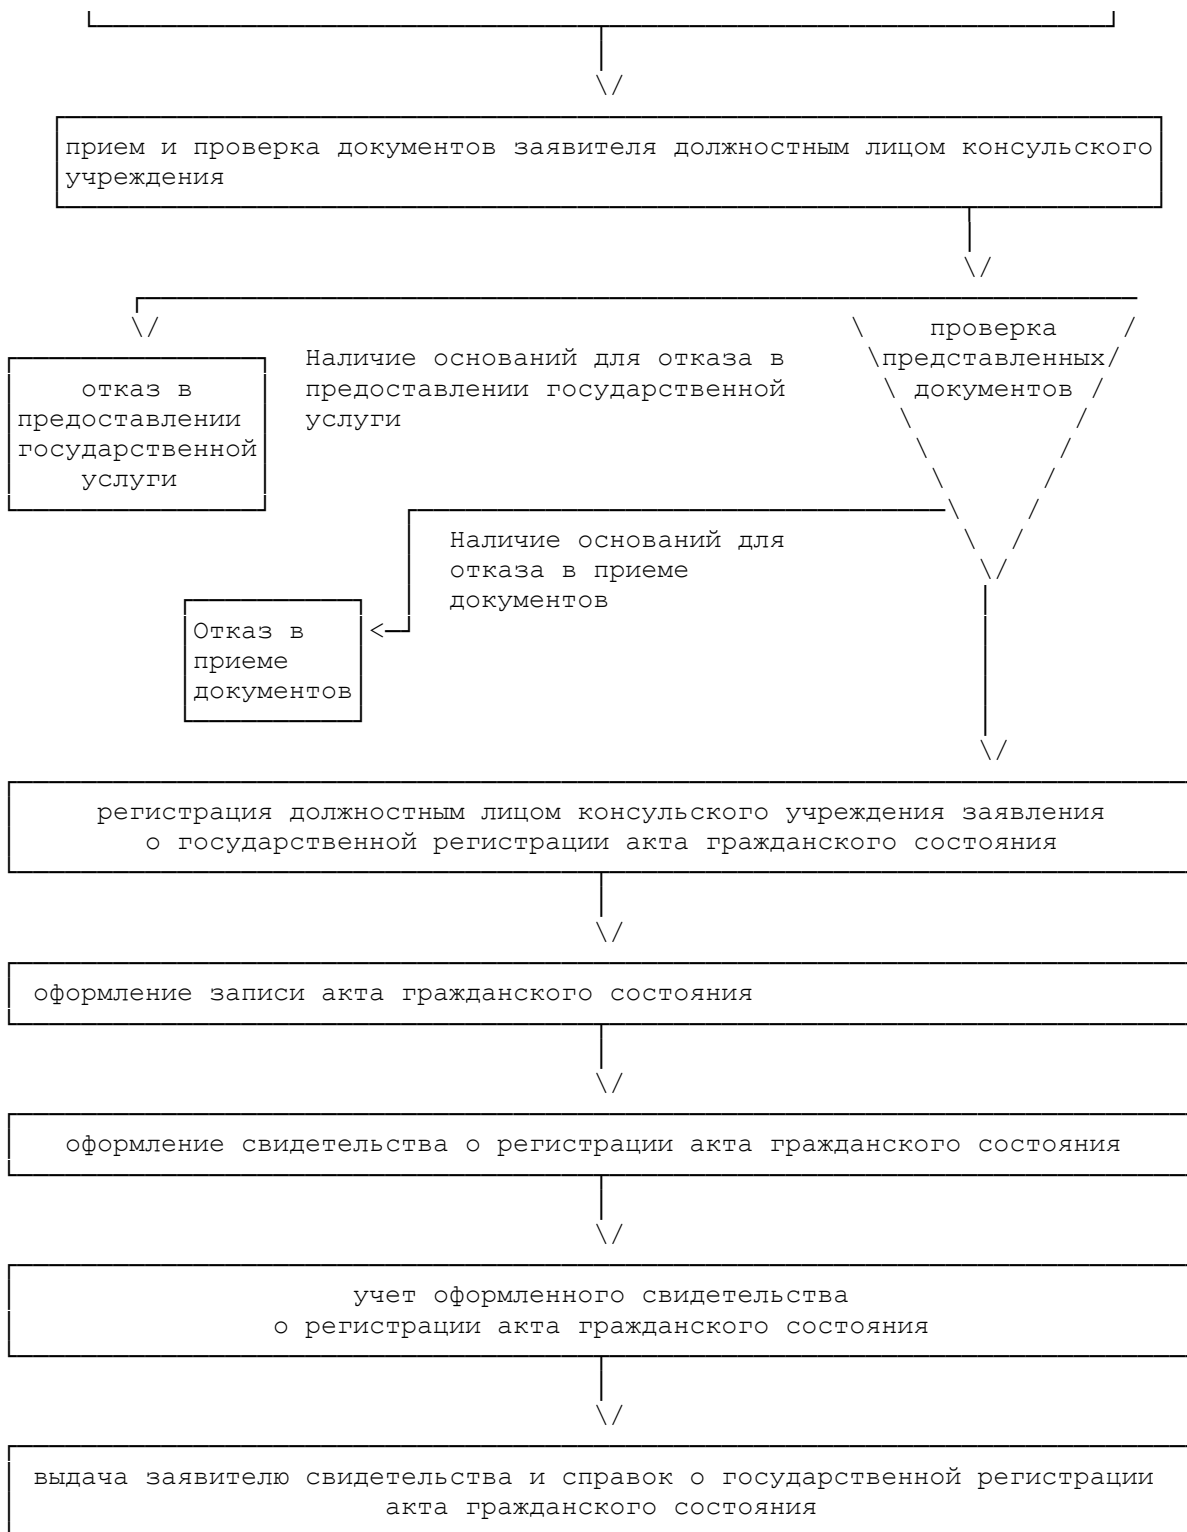 прием и проверка документов заявителя должностным лицом консульского
учреждения
проверка
представленных
документов
Наличие оснований для отказа в
предоставлении государственной
услуги
отказ в
предоставлении
государственной
услуги
Наличие оснований для
отказа в приеме
документов
Отказ в
приеме
документов
регистрация должностным лицом консульского учреждения заявления
о государственной регистрации акта гражданского состояния
оформление записи акта гражданского состояния
оформление свидетельства о регистрации акта гражданского состояния
учет оформленного свидетельства
о регистрации акта гражданского состояния
выдача заявителю свидетельства и справок о государственной регистрации
акта гражданского состояния